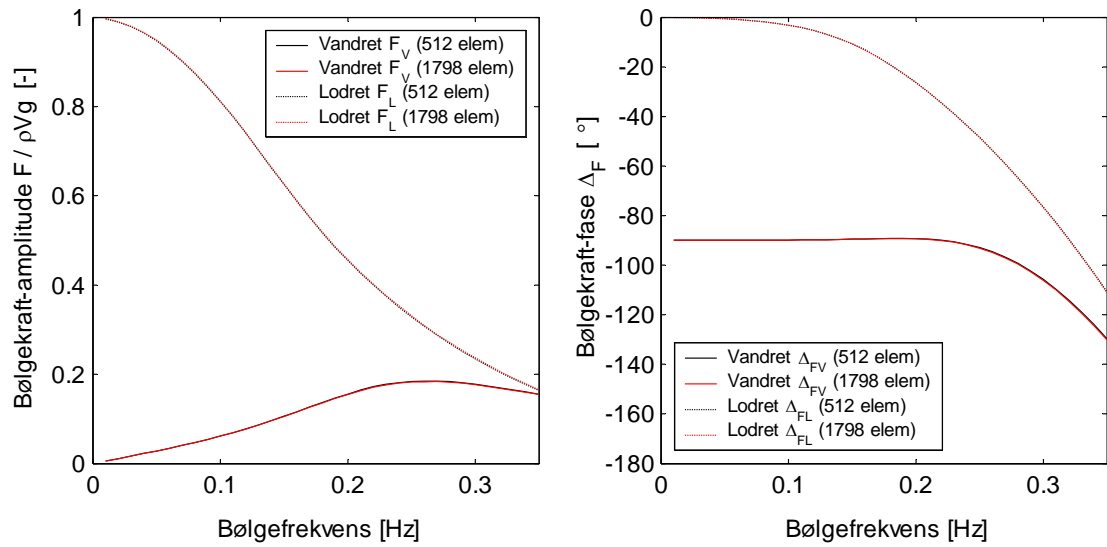 Bølgekraft-amplitude F / ρVg [-]
1
0.8
0.6
0.4
0.2
0
Vandret F_V (512 elem)
Vandret F_V (1798 elem)
Lodret F_L (512 elem)
Lodret F_L (1798 elem)
0 0.1 0.2 0.3
Bølgefrekvens [Hz]
Bølgekraft-fase Δ_F [ °]
0
-20
-40
-60
-80
-100
-120
-140
-160
-180
Vandret Δ_FV (512 elem)
Vandret Δ_FV (1798 elem)
Lodret Δ_FL (512 elem)
Lodret Δ_FL (1798 elem)
0 0.1 0.2 0.3
Bølgefrekvens [Hz]